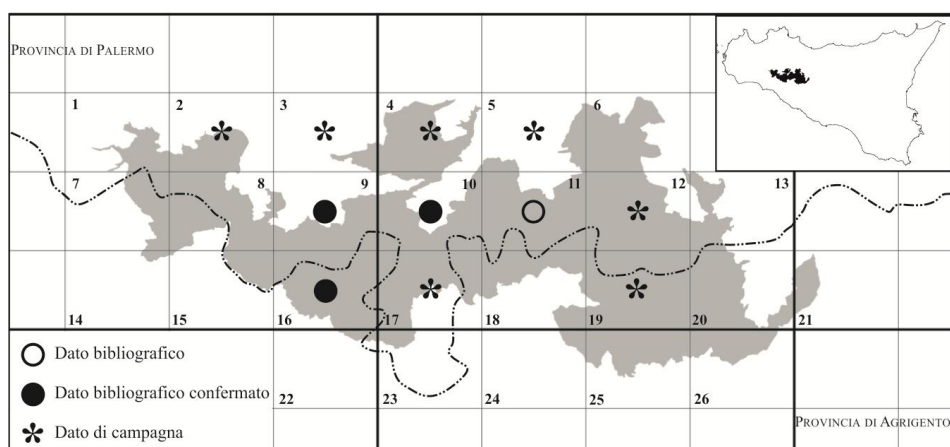 PROVINCIA DI PALERMO
1 2 3 4 5 6
7 8 9 10 11 12 13
14 15 16 17 18 19 20 21
Dato bibliografico
Dato bibliografico confermato
22 23 24 25 26
Dato di campagna
PROVINCIA DI AGRIGENTO